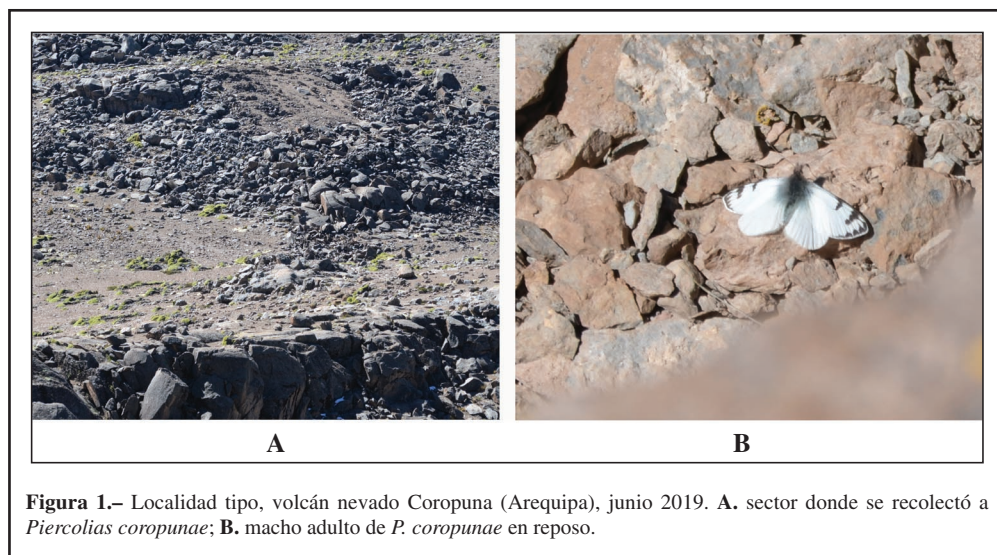 A
B
Figura 1.– Localidad tipo, volcán nevado Coropuna (Arequipa), junio 2019. A. sector donde se recolectó a
Piercolias coropunae; B. macho adulto de P. coropunae en reposo.